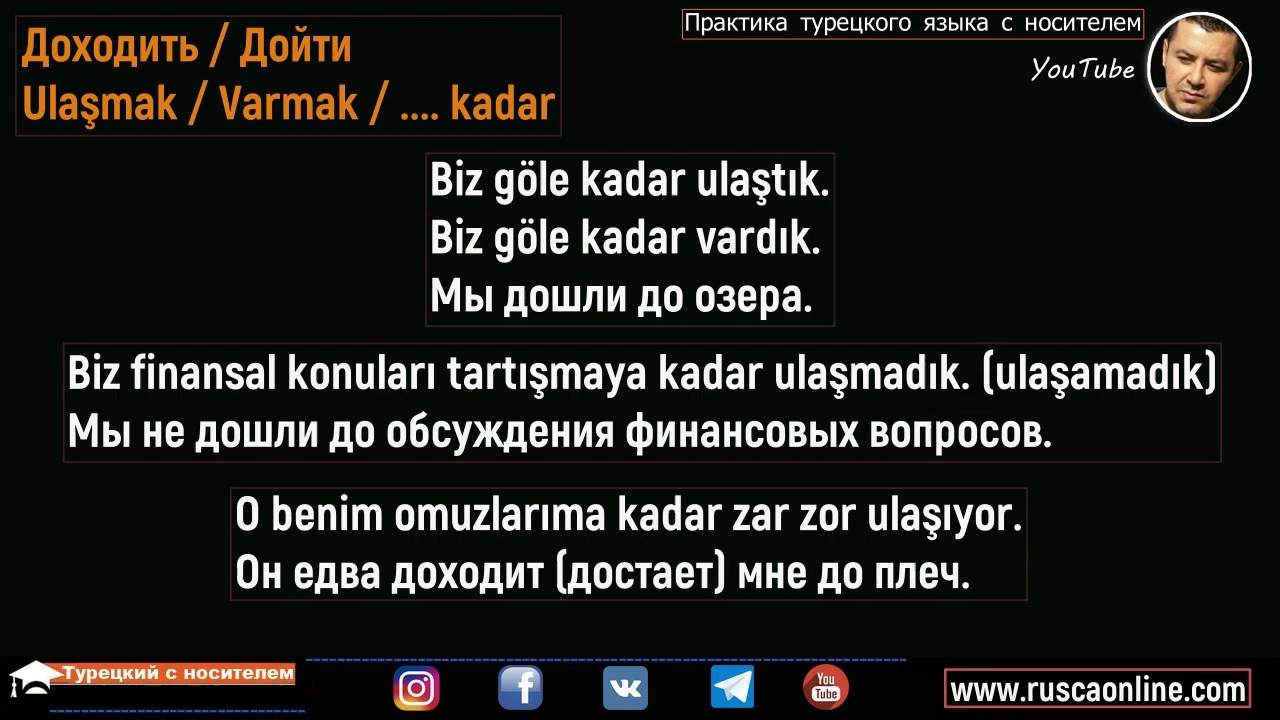 Доходить / Дойти
Ulaşmak / Varmak / .... kadar
Практика турецкого языка с носителем
YouTube
Biz göle kadar ulaştık.
Biz göle kadar vardık.
Мы дошли до озера.
Biz finansal konuları tartışmaya kadar ulaşmadık. (ulaşamadık)
Мы не дошли до обсуждения финансовых вопросов.
O benim omuzlarıma kadar zar zor ulaşıyor.
Он едва доходит (достает) мне до плеч.
Турецкий с носителем
You
Tube
www.ruscaonline.com